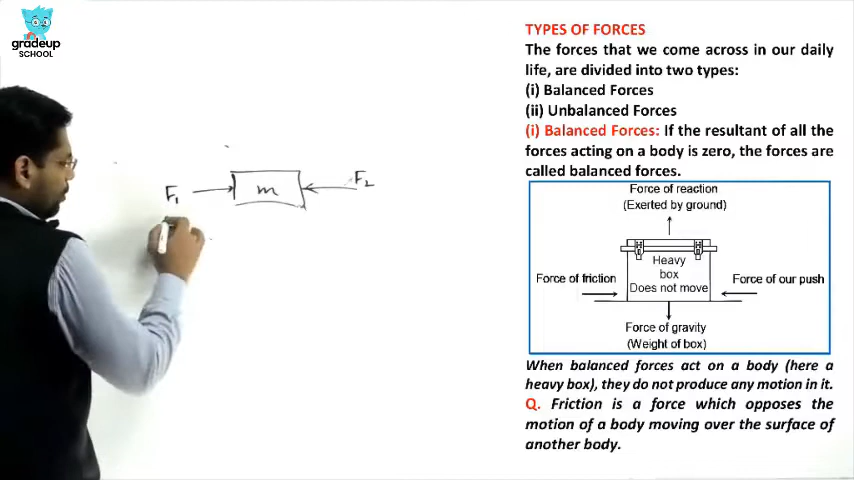 gradeup
SCHOOL
F₁
m
F₂
TYPES OF FORCES
The forces that we come across in our daily
life, are divided into two types:
(i) Balanced Forces
(ii) Unbalanced Forces
(i) Balanced Forces: If the resultant of all the
forces acting on a body is zero, the forces are
called balanced forces.
Force of reaction
(Exerted by ground)
Heavy
box
Does not move
Force of friction
Force of our push
Force of gravity
(Weight of box)
When balanced forces act on a body (here a
heavy box), they do not produce any motion in it.
Q. Friction is a force which opposes the
motion of a body moving over the surface of
another body.